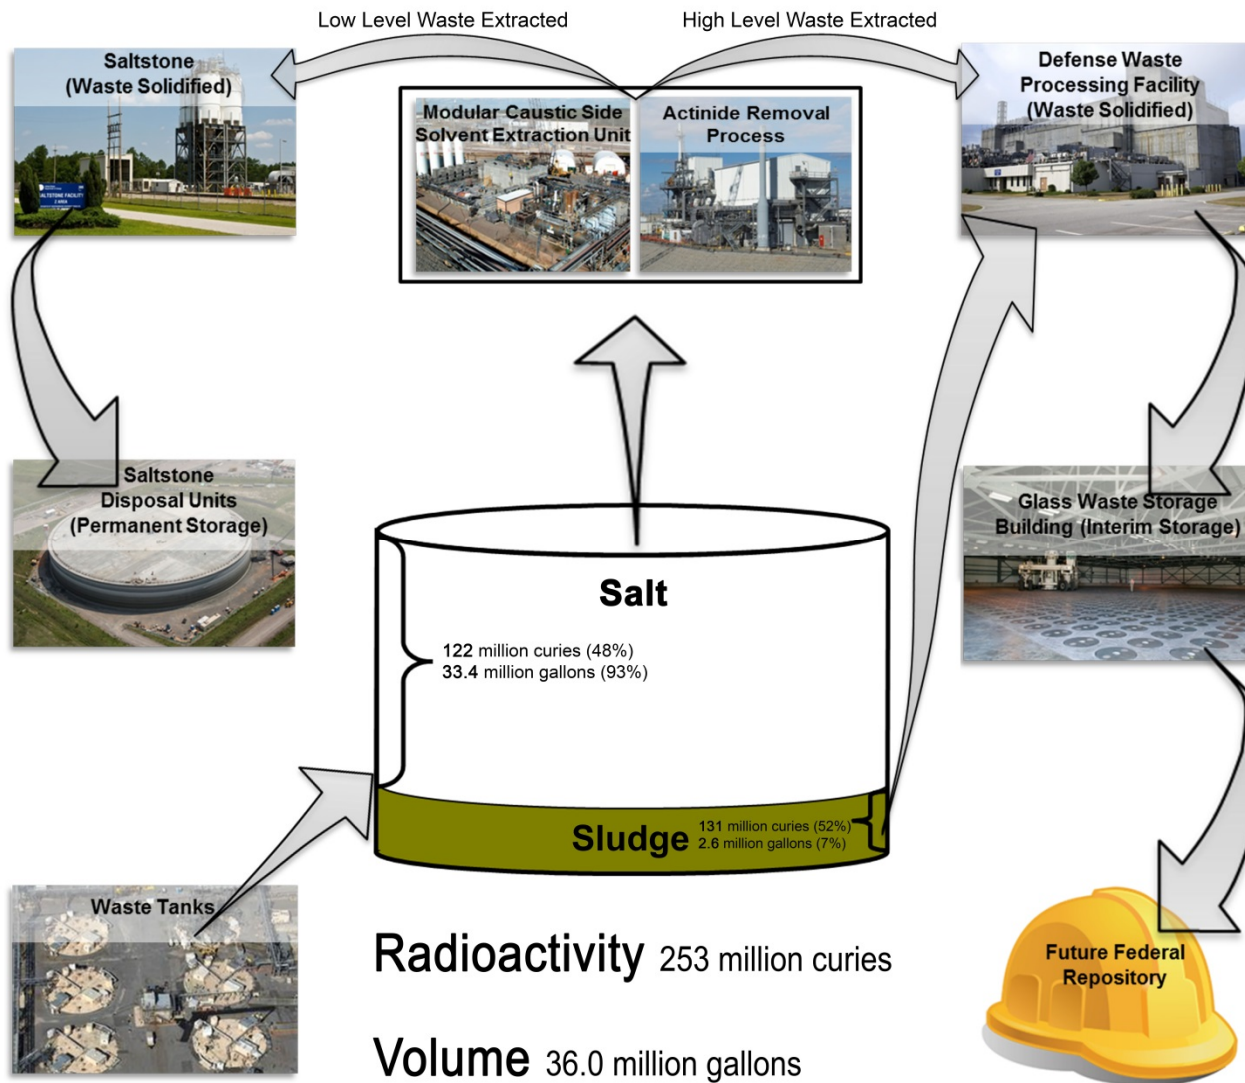 Low Level Waste Extracted
High Level Waste Extracted
Saltstone
(Waste Solidified)
SALTSTONE FACILITY
Z AREA
Modular Caustic Side
Solvent Extraction Unit
Actinide Removal
Process
Defense Waste
Processing Facility
(Waste Solidified)
Saltstone
Disposal Units
(Permanent Storage)
Glass Waste Storage
Building (Interim Storage)
Salt
122 million curies (48%)
33.4 million gallons (93%)
Sludge
131 million curies (52%)
2.6 million gallons (7%)
Waste Tanks
Radioactivity 253 million curies
Volume 36.0 million gallons
Future Federal
Repository